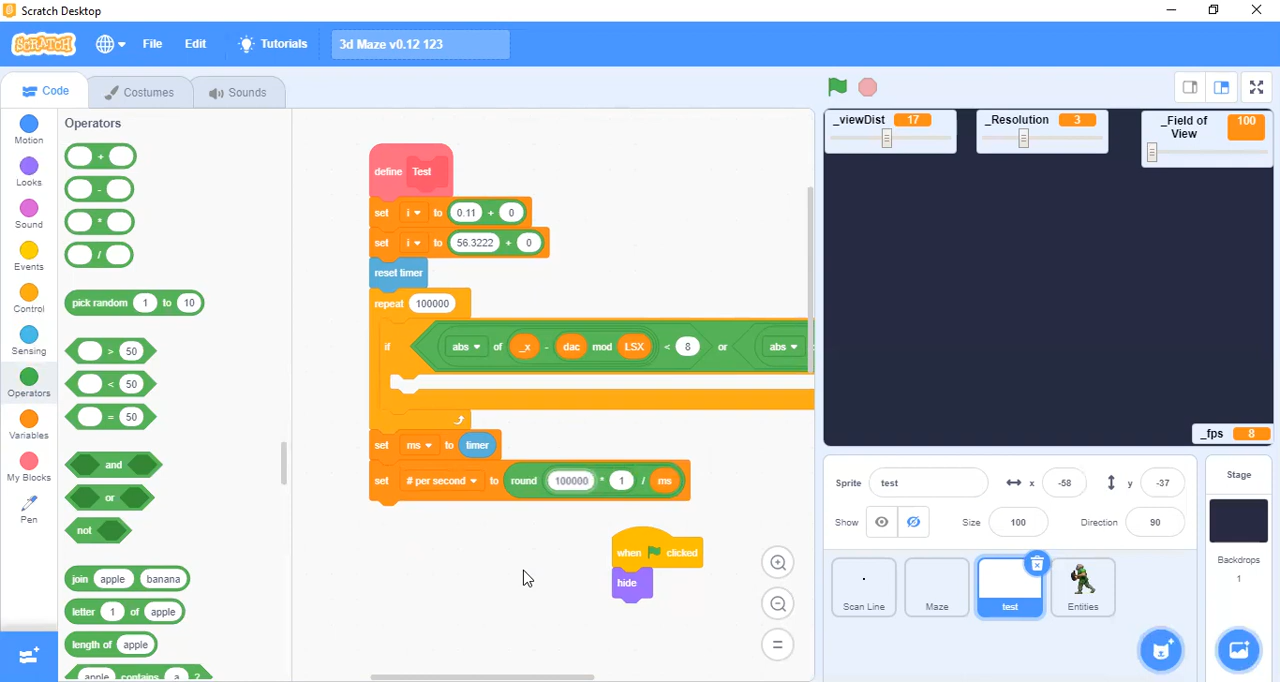 Scratch Desktop
SCRATCH File Edit Tutorials 3d Maze v0.12 123
Code Costumes Sounds
Motion
Looks
Sound
Events
Control
Sensing
Operators
Variables
My Blocks
Pen
Operators
+
-
*
/
pick random 1 to 10
> 50
< 50
= 50
and
or
not
join apple banana
letter 1 of apple
length of apple
apple contains a ?
define Test
set i to 0.11 + 0
set i to 56.3222 + 0
reset timer
repeat 100000
if abs of _x - dac mod LSX < 8 or abs
set ms to timer
set # per second to round 100000 * 1 / ms
when clicked
hide
_viewDist 17
_Resolution 3
_Field of View 100
_fps 8
Sprite test x -58 y -37
Show Size 100 Direction 90
Scan Line
Maze
test
Entities
Stage
Backdrops
1